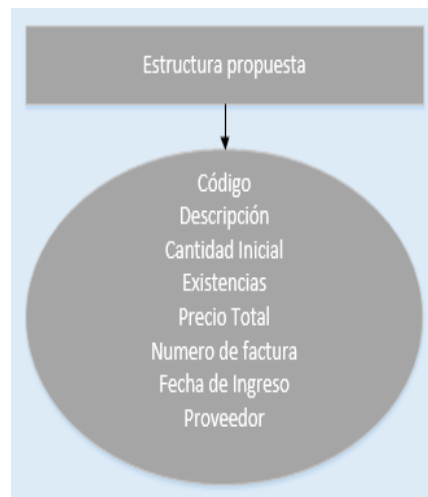 Estructura propuesta
Código
Descripción
Cantidad Inicial
Existencias
Precio Total
Numero de factura
Fecha de Ingreso
Proveedor